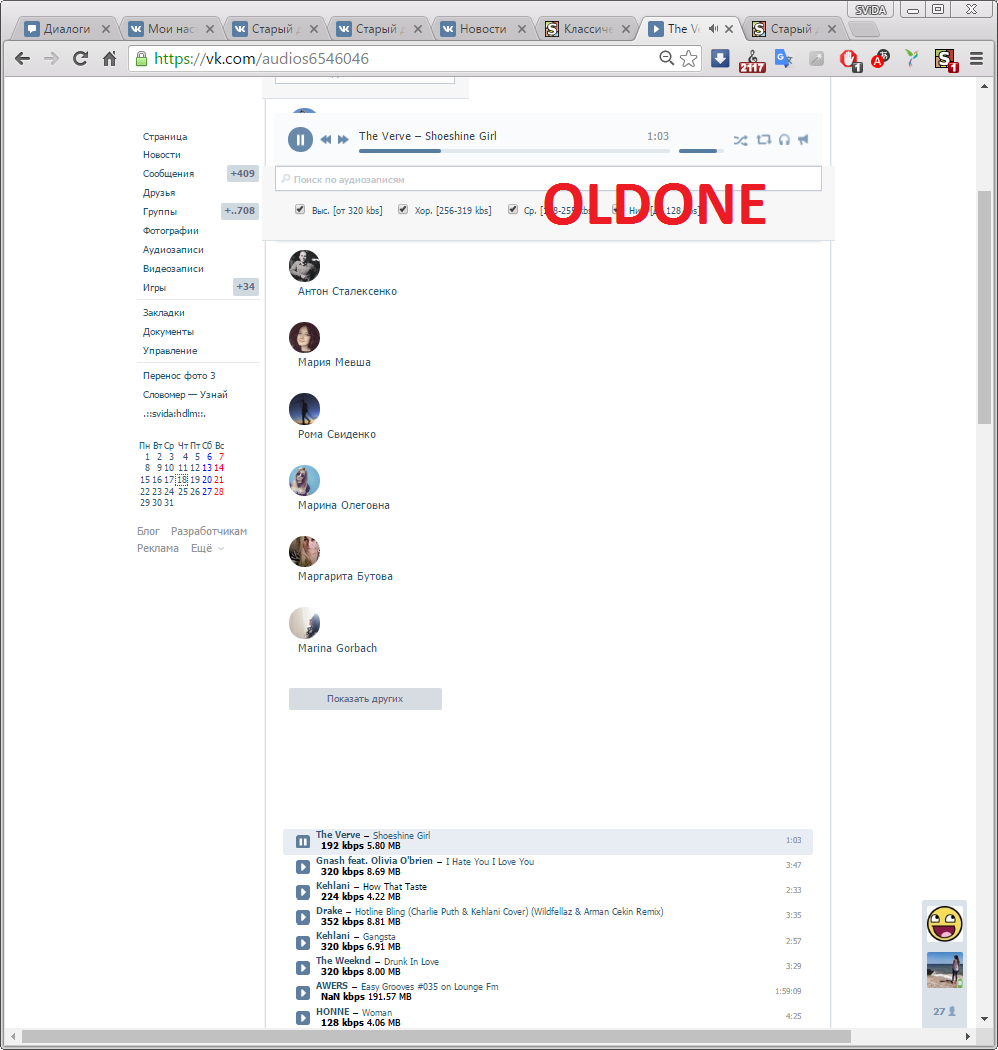 SViDA
Диалоги
Мои нас
Старый д
Старый д
Новости
Классиче
The V
Старый д
https://vk.com/audios6546046
2117
1
1
The Verve – Shoeshine Girl 1:03
Поиск по аудиозаписям
OLDONE
Выс. [от 320 kbs] Хор. [256-319 kbs] Ср.
Страница
Новости
Сообщения +409
Друзья
Группы +..708
Фотографии
Аудиозаписи
Видеозаписи
Игры +34
Закладки
Документы
Управление
Перенос фото 3
Словомер — Узнай
.::svida:hdlm::.
Пн Вт Ср Чт Пт Сб Вс
1 2 3 4 5 6 7
8 9 10 11 12 13 14
15 16 17 18 19 20 21
22 23 24 25 26 27 28
29 30 31
Блог Разработчикам
Реклама Ещё
Антон Сталексенко
Мария Мевша
Рома Свиденко
Марина Олеговна
Маргарита Бутова
Marina Gorbach
Показать других
The Verve – Shoeshine Girl 1:03
192 kbps 5.80 MB
Gnash feat. Olivia O'brien – I Hate You I Love You 3:47
320 kbps 8.69 MB
Kehlani – How That Taste 2:33
224 kbps 4.22 MB
Drake – Hotline Bling (Charlie Puth & Kehlani Cover) (Wildfellaz & Arman Cekin Remix) 3:35
352 kbps 8.81 MB
Kehlani – Gangsta 2:57
320 kbps 6.91 MB
The Weeknd – Drunk In Love 3:29
320 kbps 8.00 MB
AWERS – Easy Grooves #035 on Lounge Fm 1:59:09
NaN kbps 191.57 MB
HONNE – Woman 4:25
128 kbps 4.06 MB
27